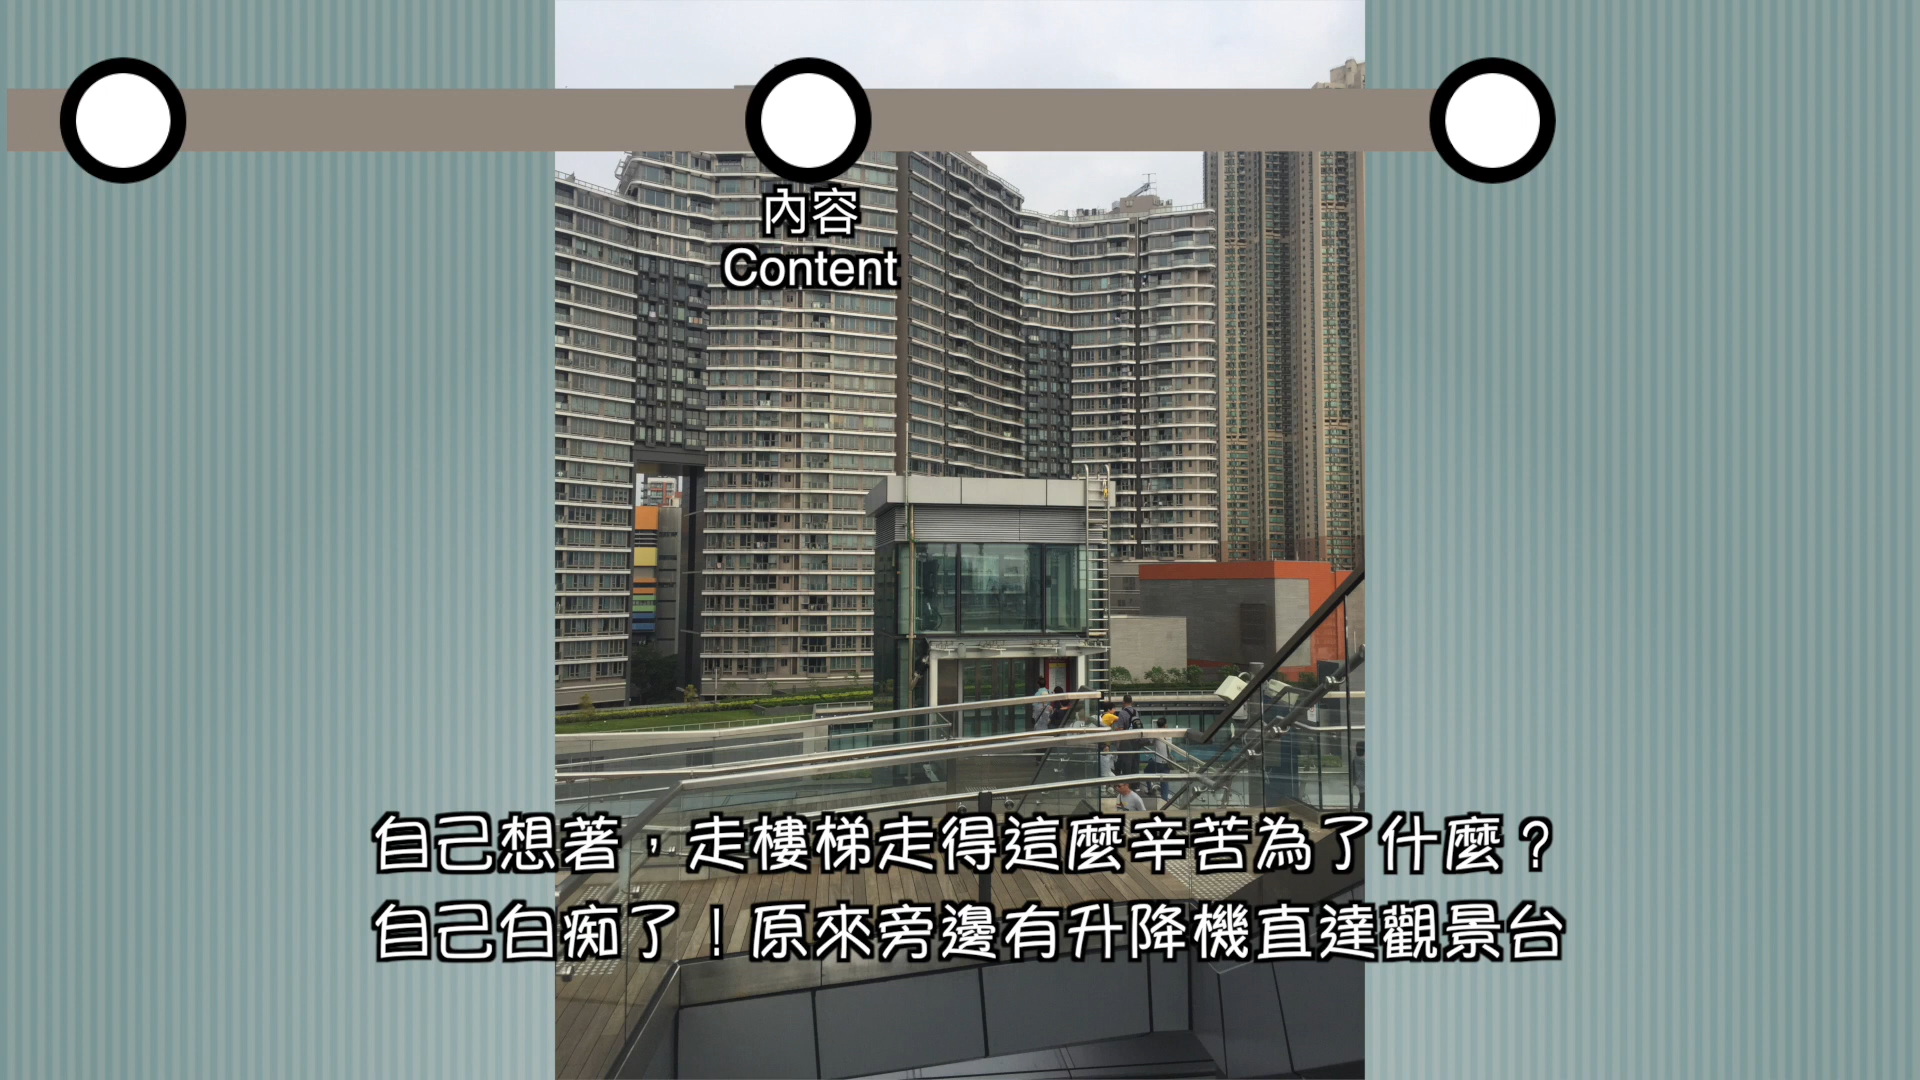 內容
Content
自己想著，走樓梯走得這麼辛苦為了什麼？
自己白痴了！原來旁邊有升降機直達觀景台